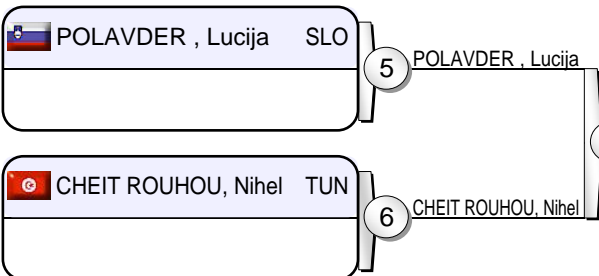 POLAVDER , Lucija SLO
5 POLAVDER , Lucija
CHEIT ROUHOU, Nihel TUN
6 CHEIT ROUHOU, Nihel